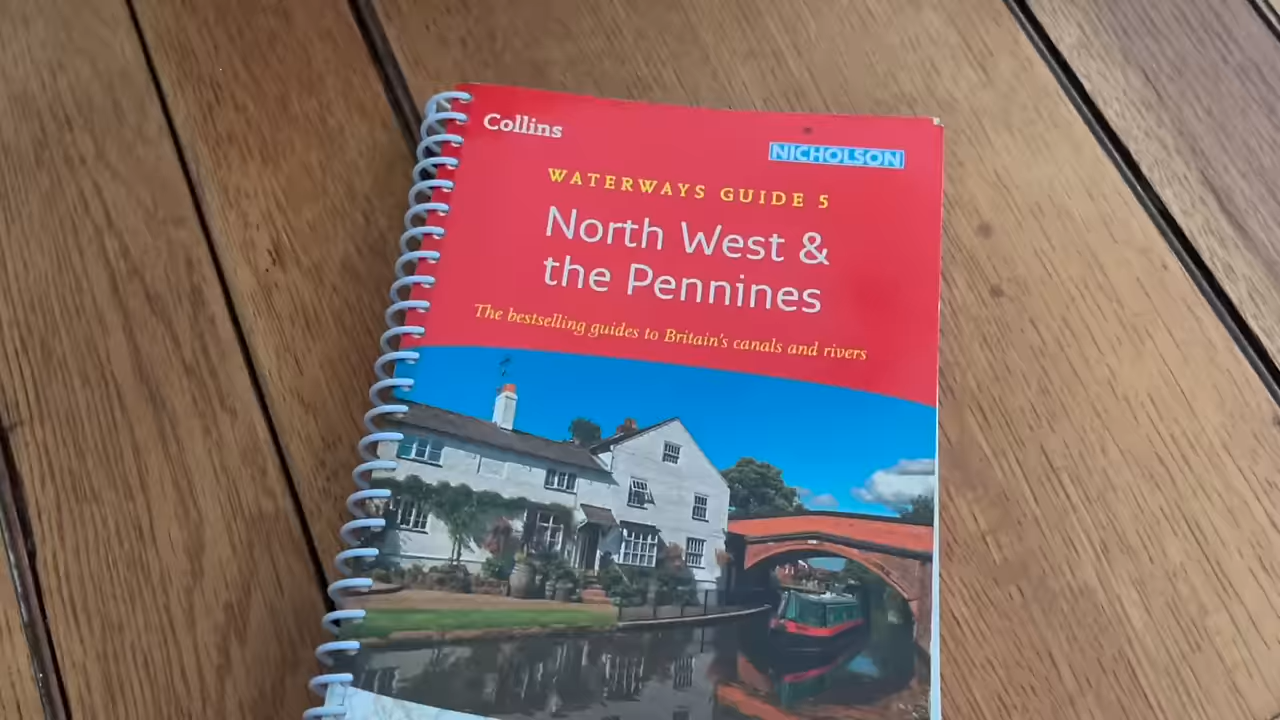 Collins
NICHOLSON
WATERWAYS GUIDE 5
North West &
the Pennines
The bestselling guides to Britain's canals and rivers